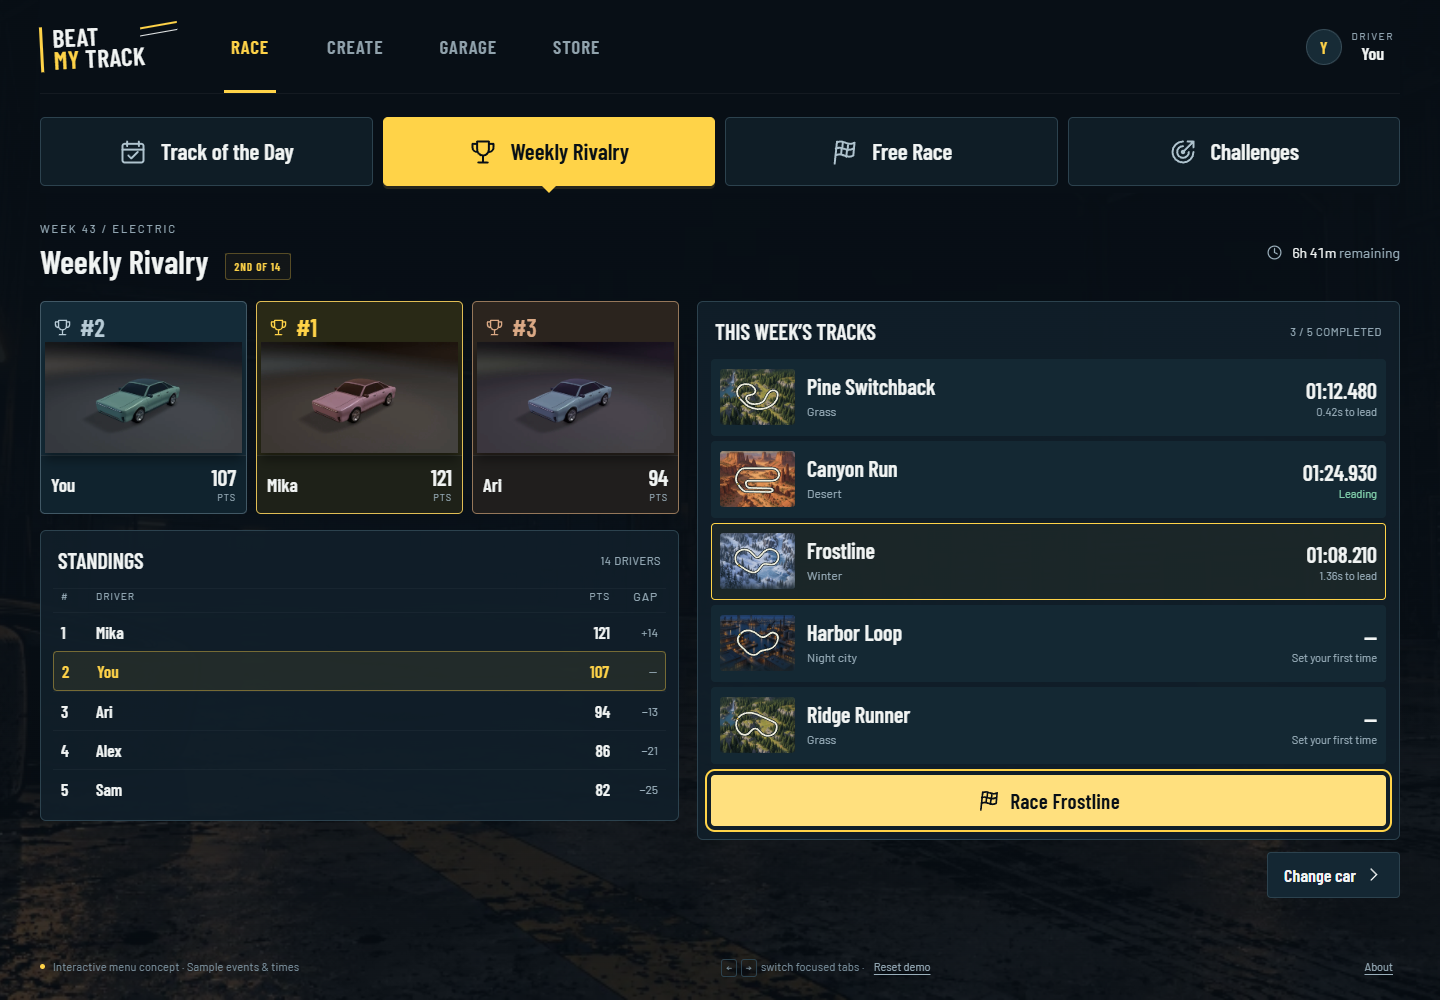 BEAT
MY TRACK
RACE
CREATE
GARAGE
STORE
Y
DRIVER
You
Track of the Day
Weekly Rivalry
Free Race
Challenges
WEEK 43 / ELECTRIC
Weekly Rivalry
2ND OF 14
6h 41m remaining
#2
You
107
PTS
#1
Mika
121
PTS
#3
Ari
94
PTS
STANDINGS
14 DRIVERS
# DRIVER PTS GAP
1 Mika 121 +14
2 You 107 —
3 Ari 94 −13
4 Alex 86 −21
5 Sam 82 −25
THIS WEEK'S TRACKS
3 / 5 COMPLETED
Pine Switchback
Grass
01:12.480
0.42s to lead
Canyon Run
Desert
01:24.930
Leading
Frostline
Winter
01:08.210
1.36s to lead
Harbor Loop
Night city
—
Set your first time
Ridge Runner
Grass
—
Set your first time
Race Frostline
Change car
Interactive menu concept · Sample events & times
← → switch focused tabs · Reset demo
About